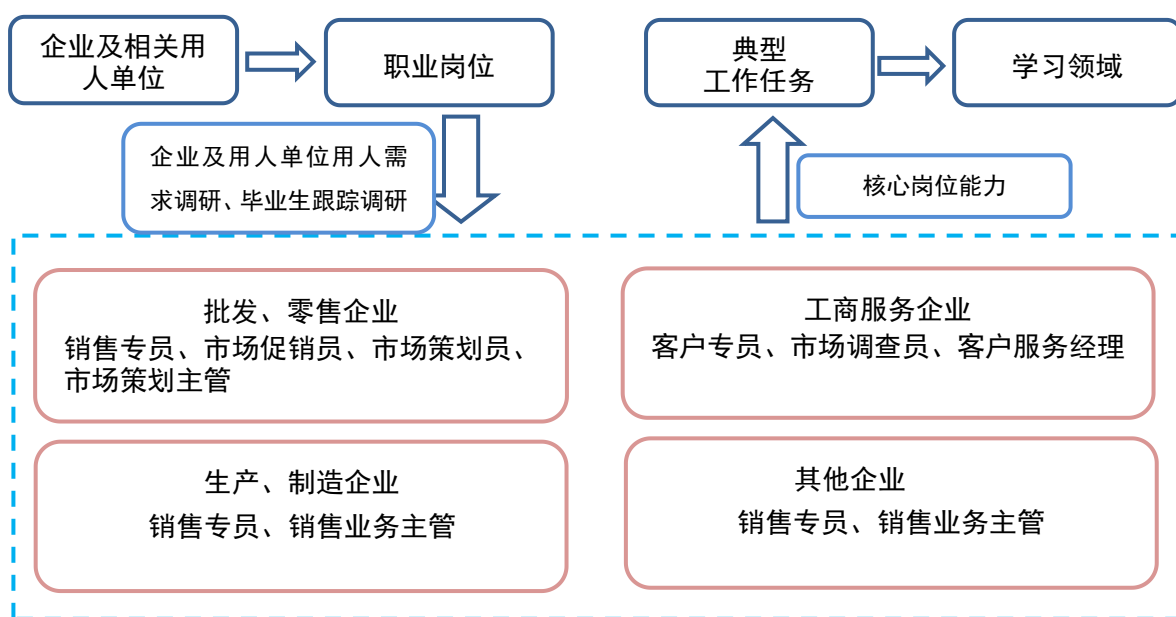 企业及相关用
人单位
职业岗位
典型
工作任务
学习领域
企业及用人单位用人需
求调研、毕业生跟踪调研
核心岗位能力
批发、零售企业
销售专员、市场促销员、市场策划员、
市场策划主管
工商服务企业
客户专员、市场调查员、客户服务经理
生产、制造企业
销售专员、销售业务主管
其他企业
销售专员、销售业务主管